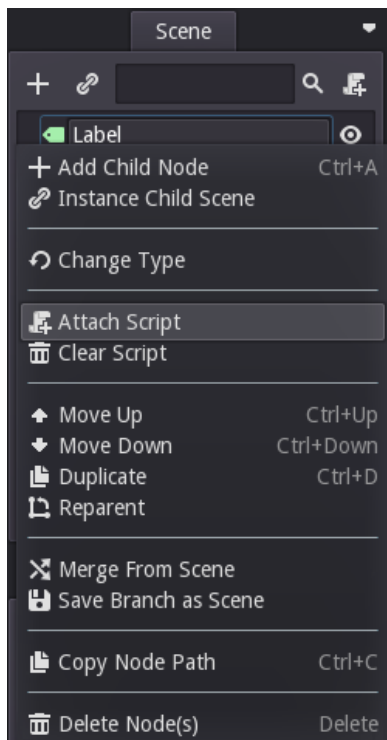 Scene
Label
Add Child Node Ctrl+A
Instance Child Scene
Change Type
Attach Script
Clear Script
Move Up Ctrl+Up
Move Down Ctrl+Down
Duplicate Ctrl+D
Reparent
Merge From Scene
Save Branch as Scene
Copy Node Path Ctrl+C
Delete Node(s) Delete